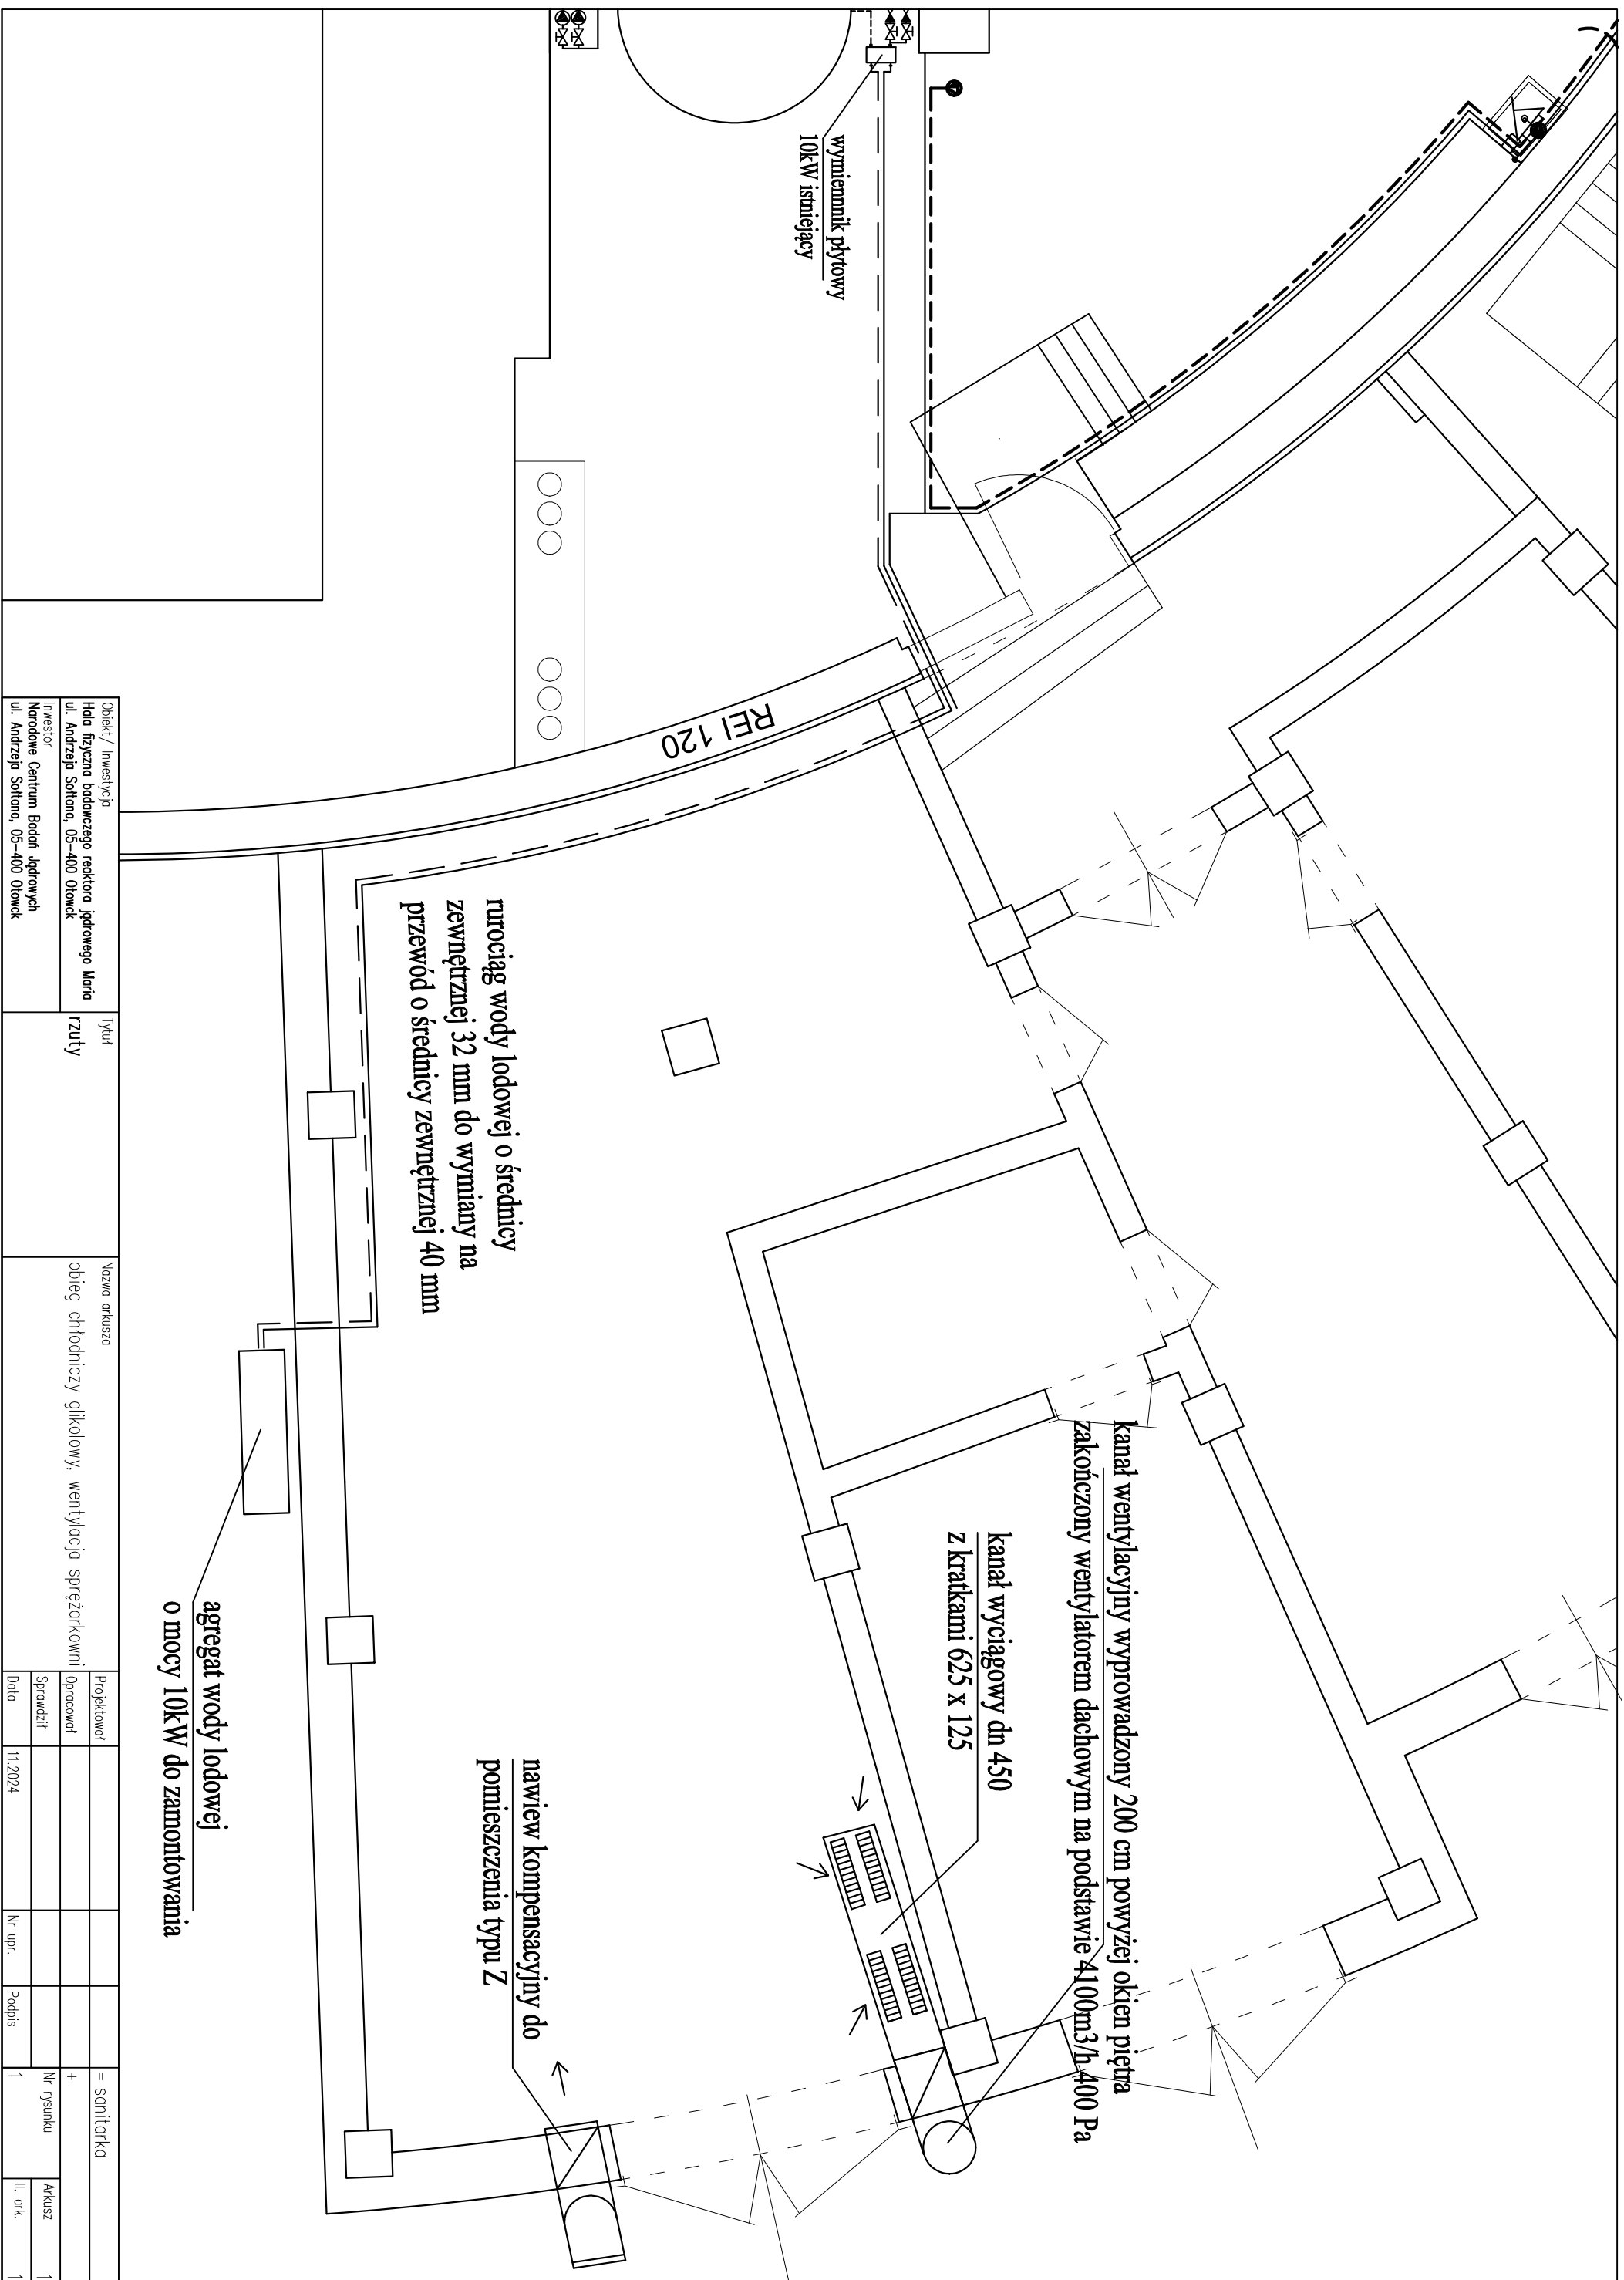 wymiennnik płytowy
10kW istniejący
REI 120
rurociąg wody lodowej o średnicy
zewnętrznej 32 mm do wymiany na
przewód o średnicy zewnętrznej 40 mm
kanał wentylacyjny wyprowadzony 200 cm powyżej okien piętra
zakończony wentylatorem dachowym na podstawie 4100m3/h 400 Pa
kanał wyciągowy dn 450
z kratkami 625 x 125
nawiew kompensacyjny do
pomieszczenia typu Z
agregat wody lodowej
o mocy 10kW do zamontowania
Obiekt/ Inwestycja
Hala fizyczna badawczego reaktora jądrowego Maria
ul. Andrzeja Sołtana, 05-400 Otowck
Inwestor
Narodowe Centrum Badań Jądrowych
ul. Andrzeja Sołtana, 05-400 Otowck
Tytuł
rzuty
Nazwa arkusza
obieg chłodniczy glikolowy, wentylacja sprężarkowni
Projektował
Opracował
Sprawdził
Data
11.2024
Nr upr.
Podpis
= sanitarka
+
Nr rysunku
1
Arkusz
1
Il. ark.
1